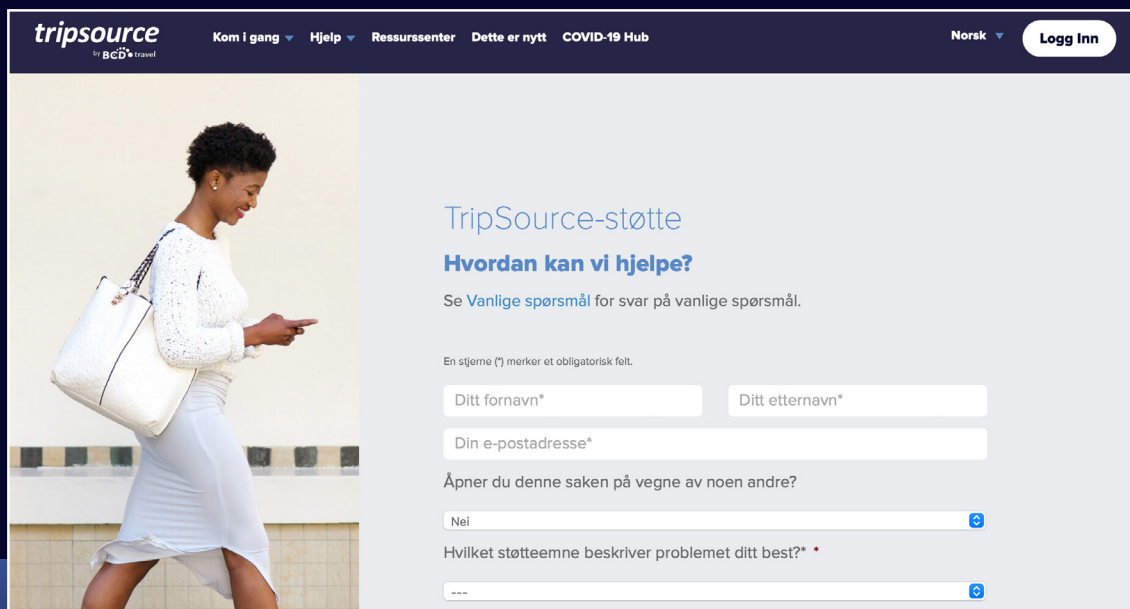 tripsource
by BCD travel
Kom i gang Hjelp Ressurssenter Dette er nytt COVID-19 Hub Norsk Logg Inn
TripSource-støtte
Hvordan kan vi hjelpe?
Se Vanlige spørsmål for svar på vanlige spørsmål.
En stjerne (*) merker et obligatorisk felt.
Ditt fornavn* Ditt etternavn*
Din e-postadresse*
Åpner du denne saken på vegne av noen andre?
Nei
Hvilket støtteemne beskriver problemet ditt best?* *
---